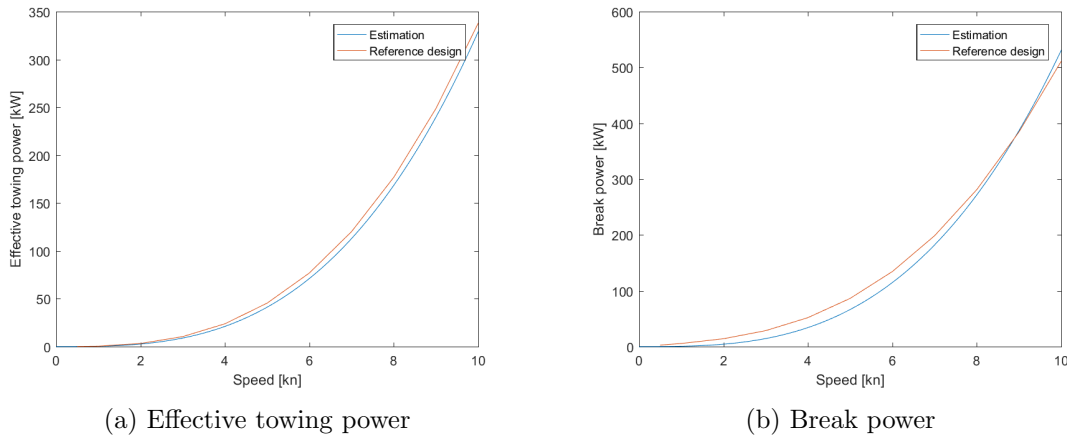 350
300
250
200
150
100
50
0
Effective towing power [kW]
0 2 4 6 8 10
Speed [kn]
Estimation
Reference design
(a) Effective towing power
600
500
400
300
200
100
0
Break power [kW]
0 2 4 6 8 10
Speed [kn]
Estimation
Reference design
(b) Break power